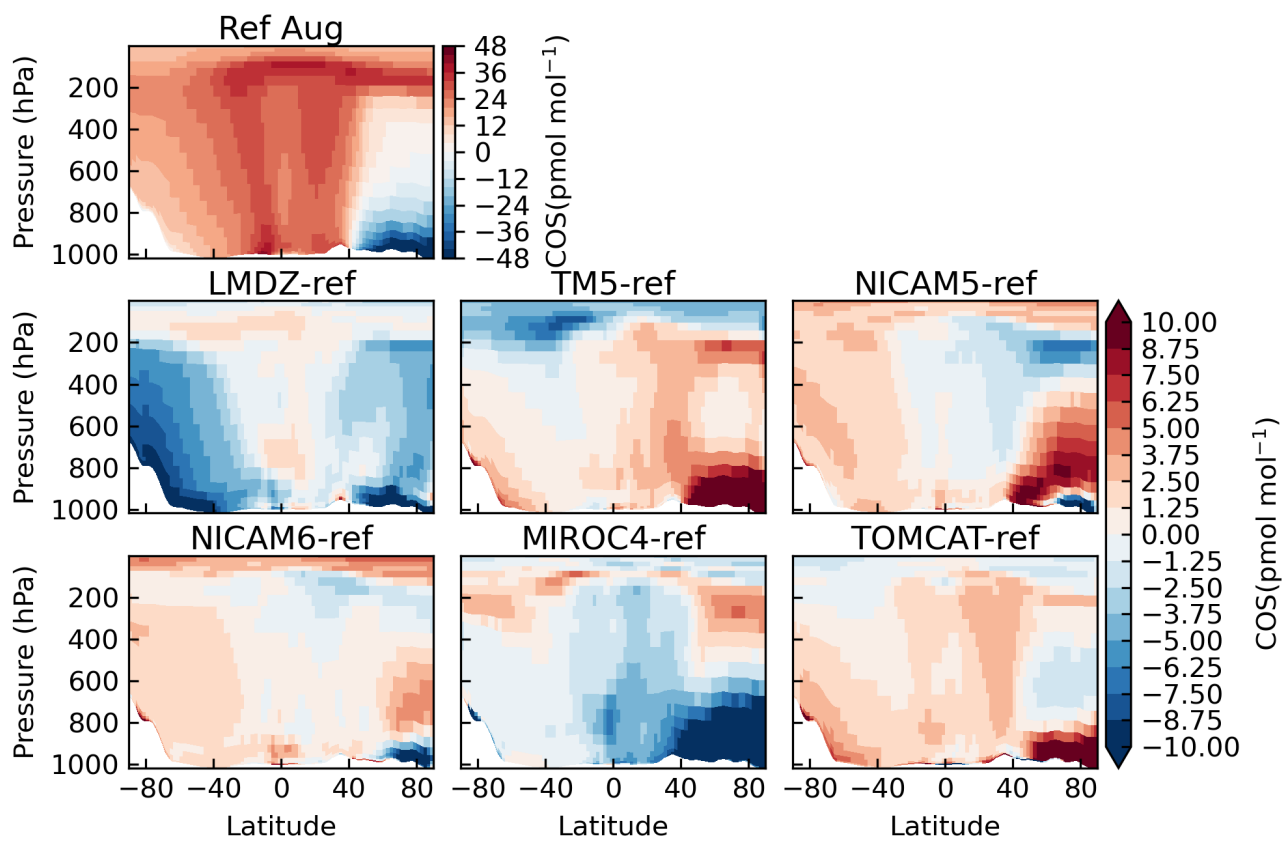 Ref Aug
Pressure (hPa)
200
400
600
800
1000
48
36
24
12
0
−12
−24
−36
−48
COS(pmol mol⁻¹)
LMDZ-ref
TM5-ref
NICAM5-ref
Pressure (hPa)
200
400
600
800
1000
NICAM6-ref
MIROC4-ref
TOMCAT-ref
Pressure (hPa)
200
400
600
800
1000
−80 −40 0 40 80
−80 −40 0 40 80
−80 −40 0 40 80
Latitude
Latitude
Latitude
10.00
8.75
7.50
6.25
5.00
3.75
2.50
1.25
0.00
−1.25
−2.50
−3.75
−5.00
−6.25
−7.50
−8.75
−10.00
COS(pmol mol⁻¹)